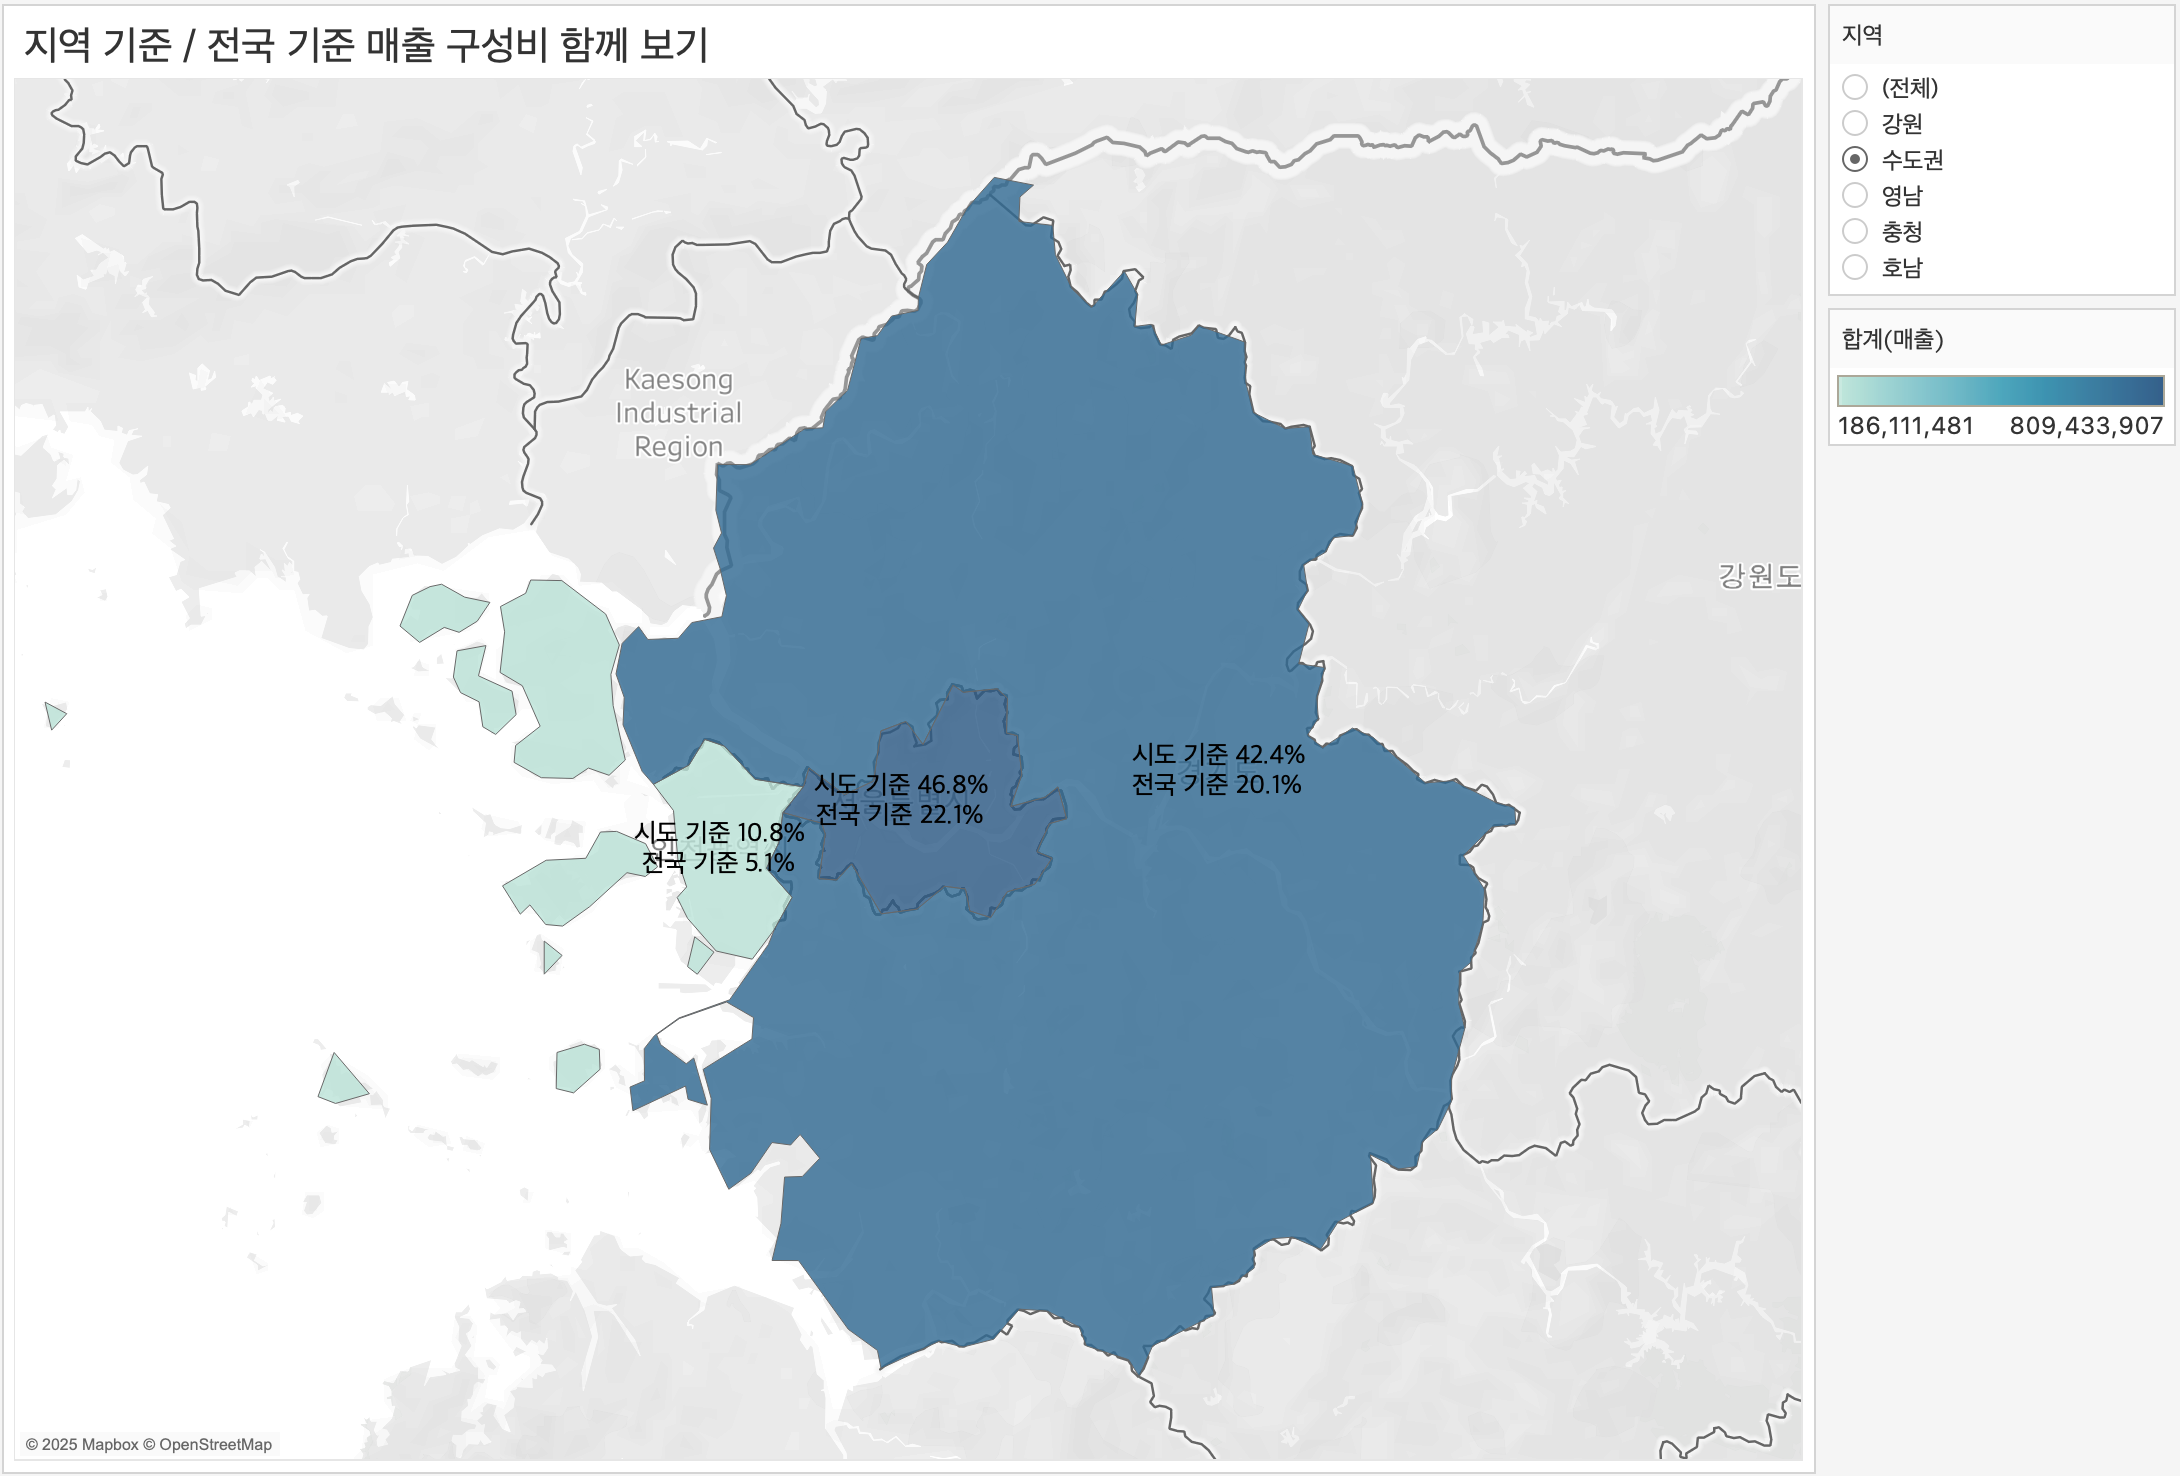 지역 기준 / 전국 기준 매출 구성비 함께 보기
Kaesong
Industrial
Region
강원도
시도 기준 42.4%
전국 기준 20.1%
시도 기준 46.8%
전국 기준 22.1%
시도 기준 10.8%
전국 기준 5.1%
© 2025 Mapbox © OpenStreetMap
지역
(전체)
강원
수도권
영남
충청
호남
합계(매출)
186,111,481 809,433,907